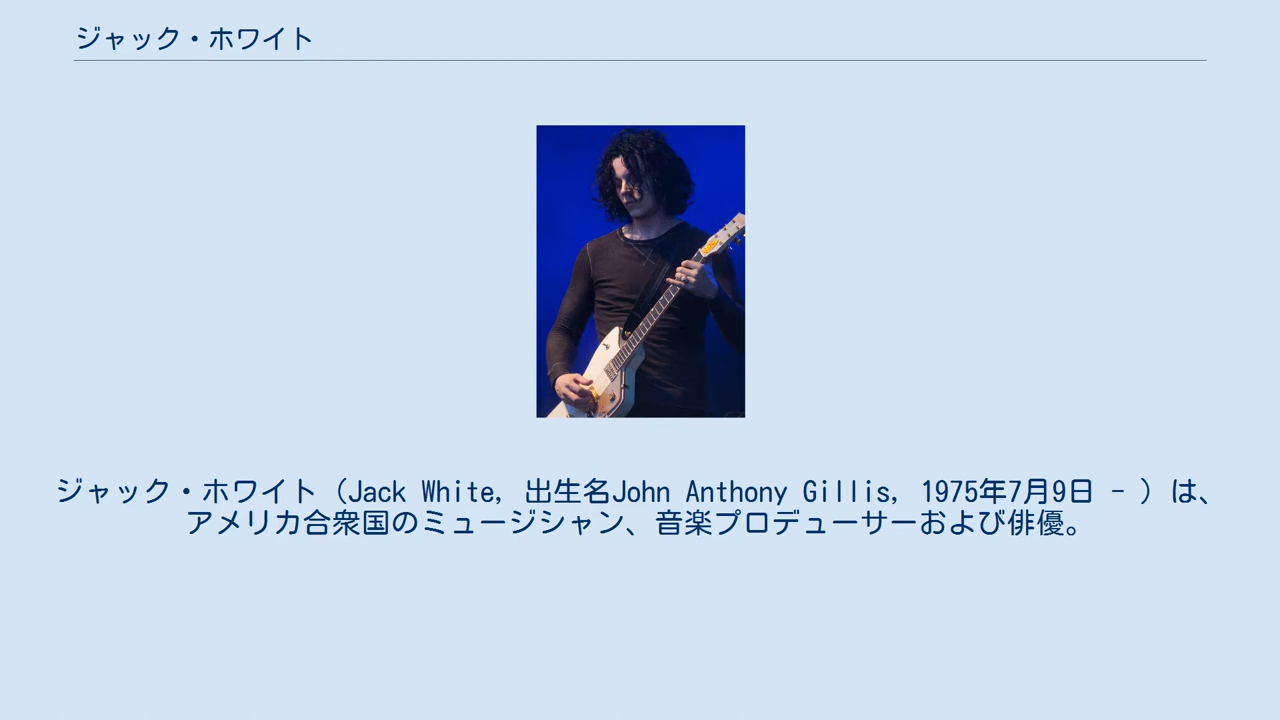 ジャック・ホワイト
ジャック・ホワイト（Jack White, 出生名John Anthony Gillis, 1975年7月9日 - ）は、
アメリカ合衆国のミュージシャン、音楽プロデューサーおよび俳優。